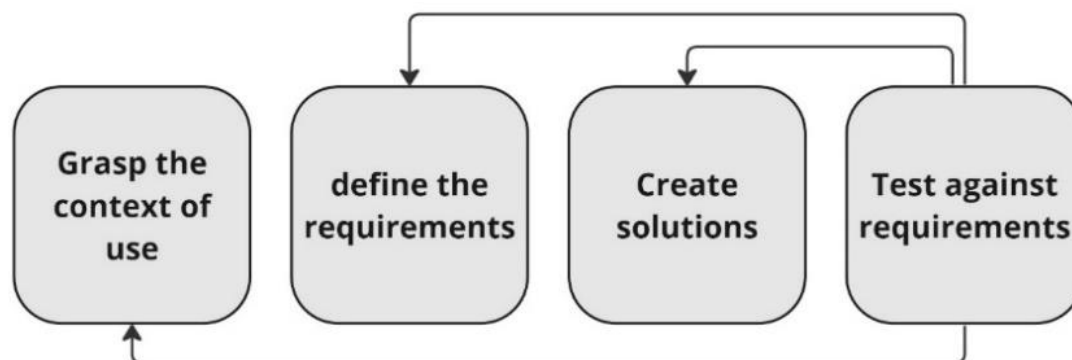 Grasp the
context of
use
define the
requirements
Create
solutions
Test against
requirements